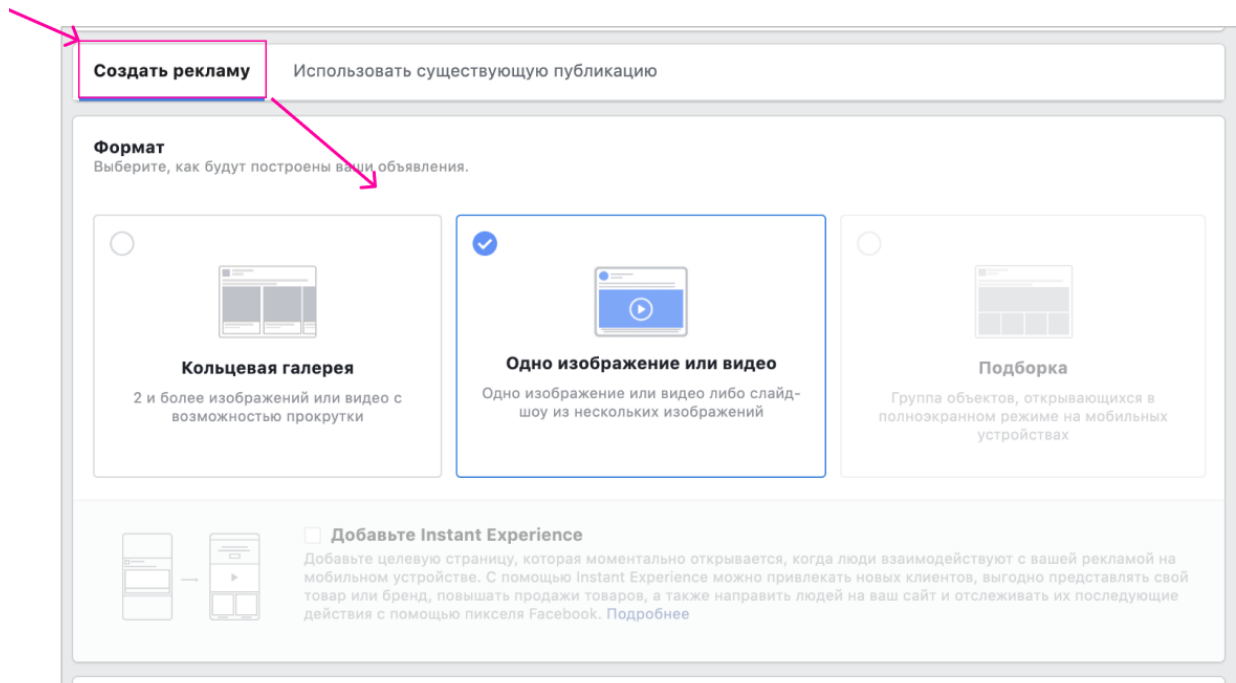 Создать рекламу
Использовать существующую публикацию
Формат
Выберите, как будут построены ваши объявления.
Кольцевая галерея
2 и более изображений или видео с
возможностью прокрутки
Одно изображение или видео
Одно изображение или видео либо слайд-
шоу из нескольких изображений
Подборка
Группа объектов, открывающихся в
полноэкранном режиме на мобильных
устройствах
Добавьте Instant Experience
Добавьте целевую страницу, которая моментально открывается, когда люди взаимодействуют с вашей рекламой на
мобильном устройстве. С помощью Instant Experience можно привлекать новых клиентов, выгодно представлять свой
товар или бренд, повышать продажи товаров, а также направить людей на ваш сайт и отслеживать их последующие
действия с помощью пикселя Facebook. Подробнее